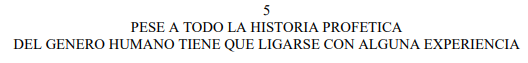 5
PESE A TODO LA HISTORIA PROFETICA
DEL GENERO HUMANO TIENE QUE LIGARSE CON ALGUNA EXPERIENCIA